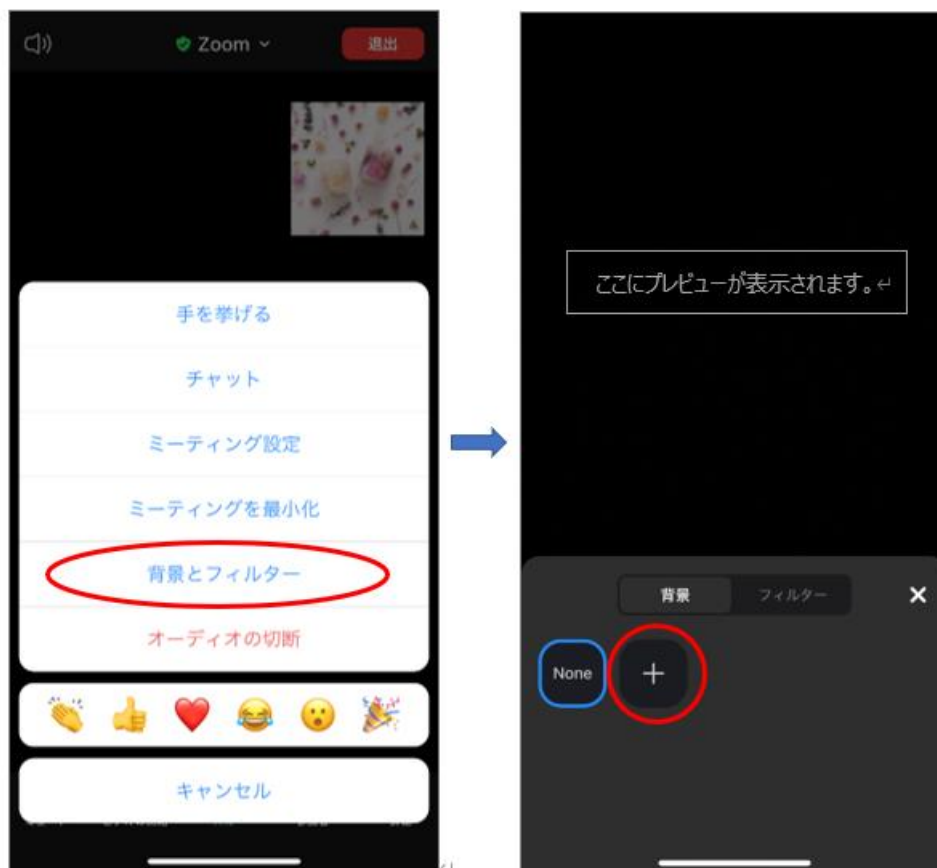 Zoom
退出
手を挙げる
チャット
ミーティング設定
ミーティングを最小化
背景とフィルター
オーディオの切断
キャンセル
ここにプレビューが表示されます。
背景 フィルター
None